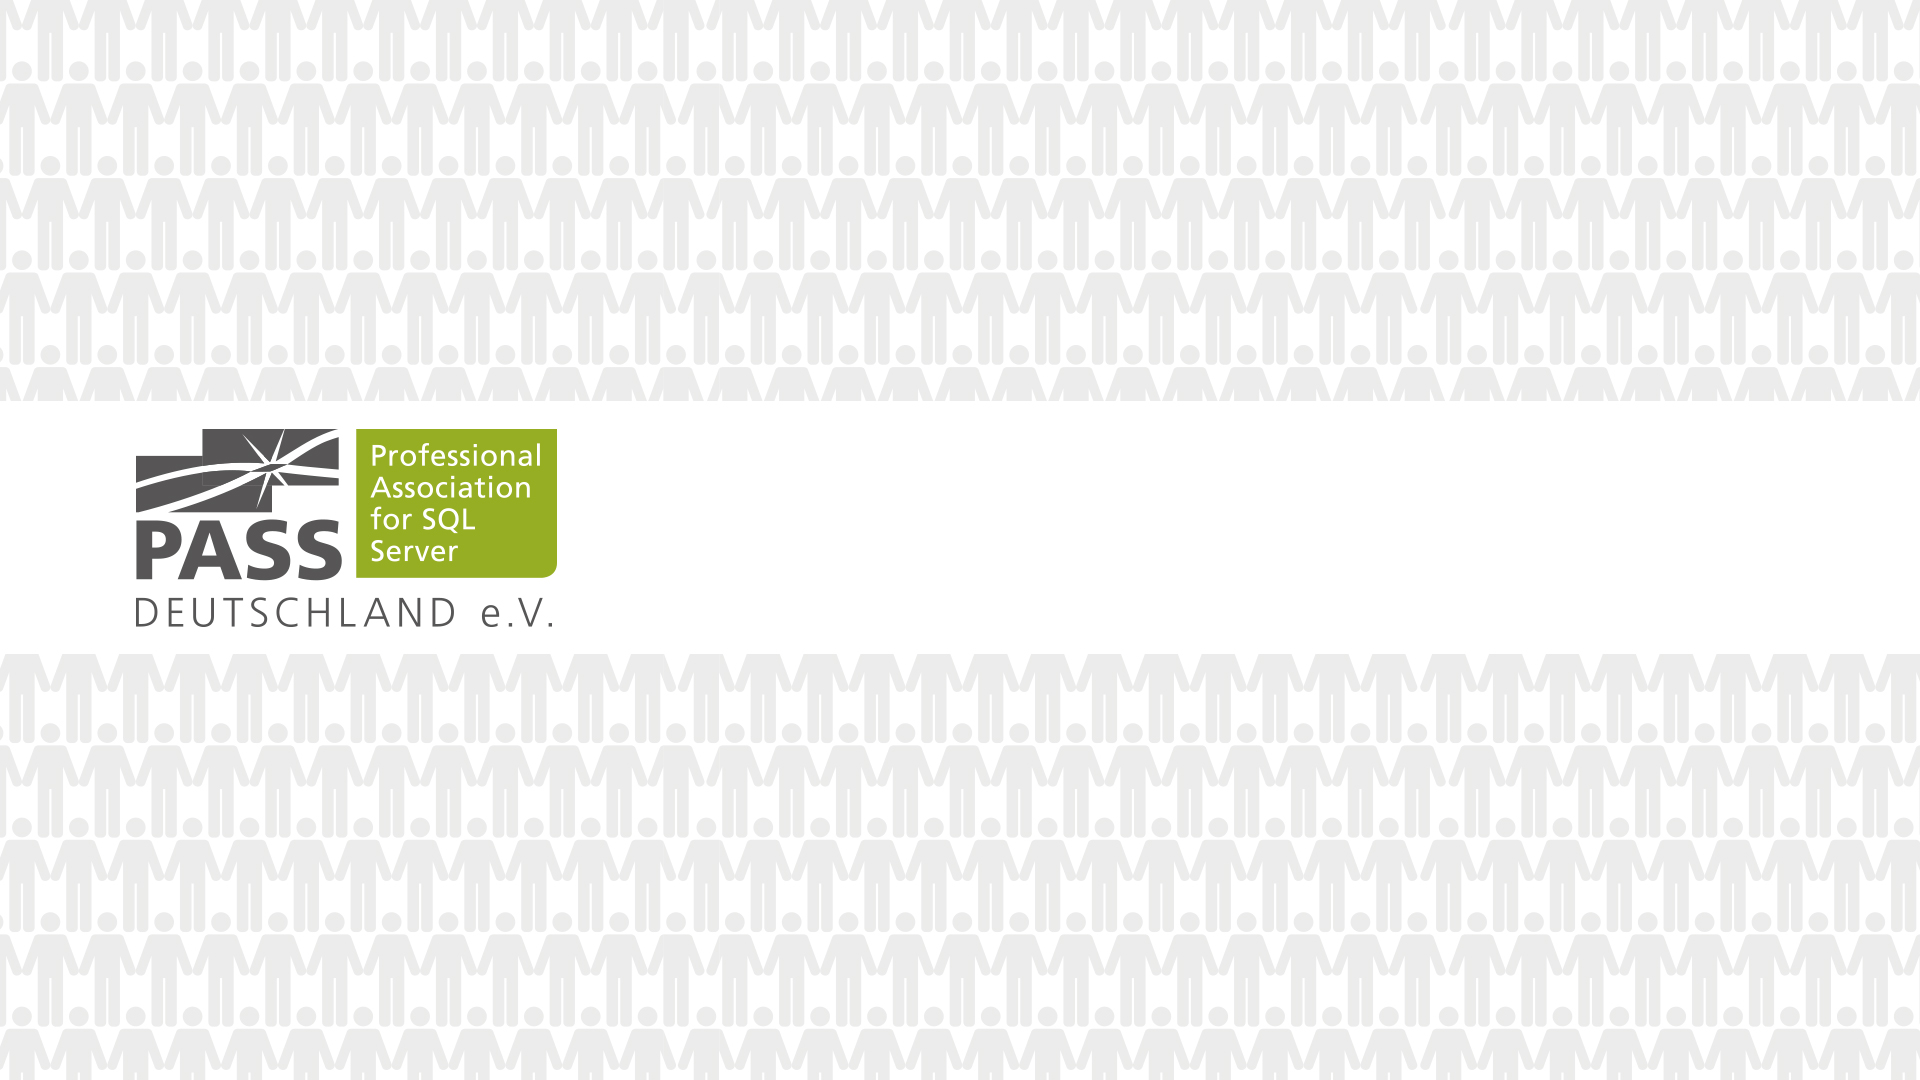 Professional
Association
for SQL
Server
PASS
DEUTSCHLAND e.V.